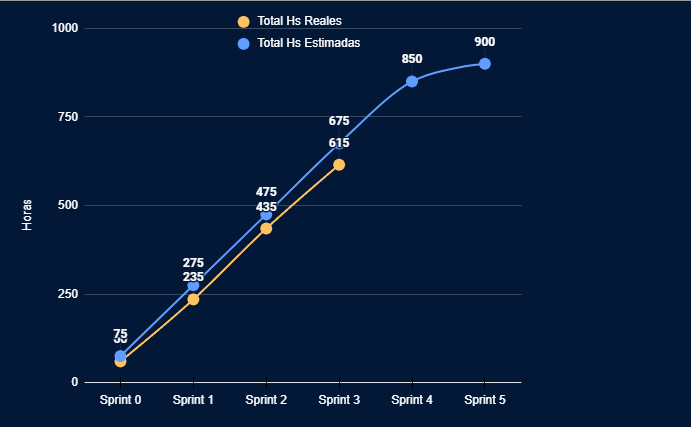 Total Hs Reales
Total Hs Estimadas
1000
750
500
250
0
Horas
75
275
235
475
435
675
615
850
900
Sprint 0
Sprint 1
Sprint 2
Sprint 3
Sprint 4
Sprint 5